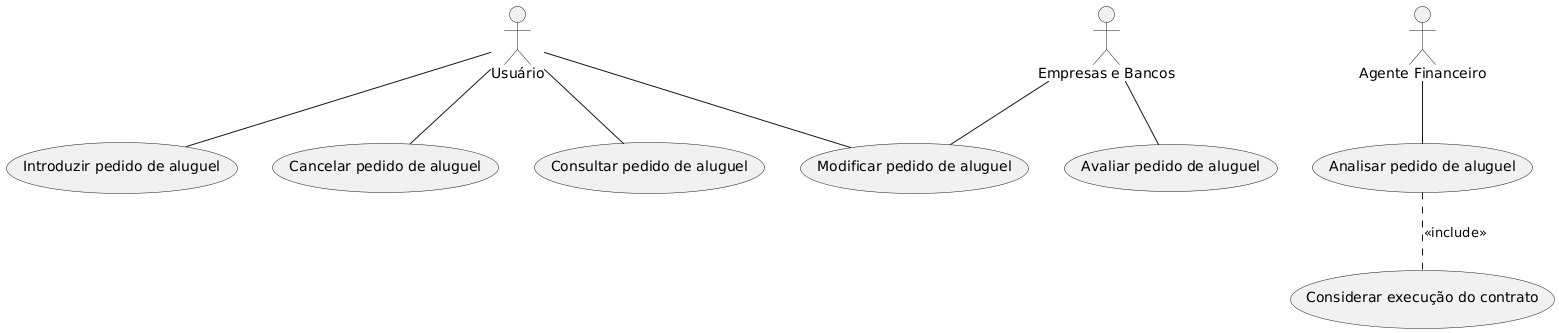 Usuário
Empresas e Bancos
Agente Financeiro
Introduzir pedido de aluguel
Cancelar pedido de aluguel
Consultar pedido de aluguel
Modificar pedido de aluguel
Avaliar pedido de aluguel
Analisar pedido de aluguel
«include»
Considerar execução do contrato